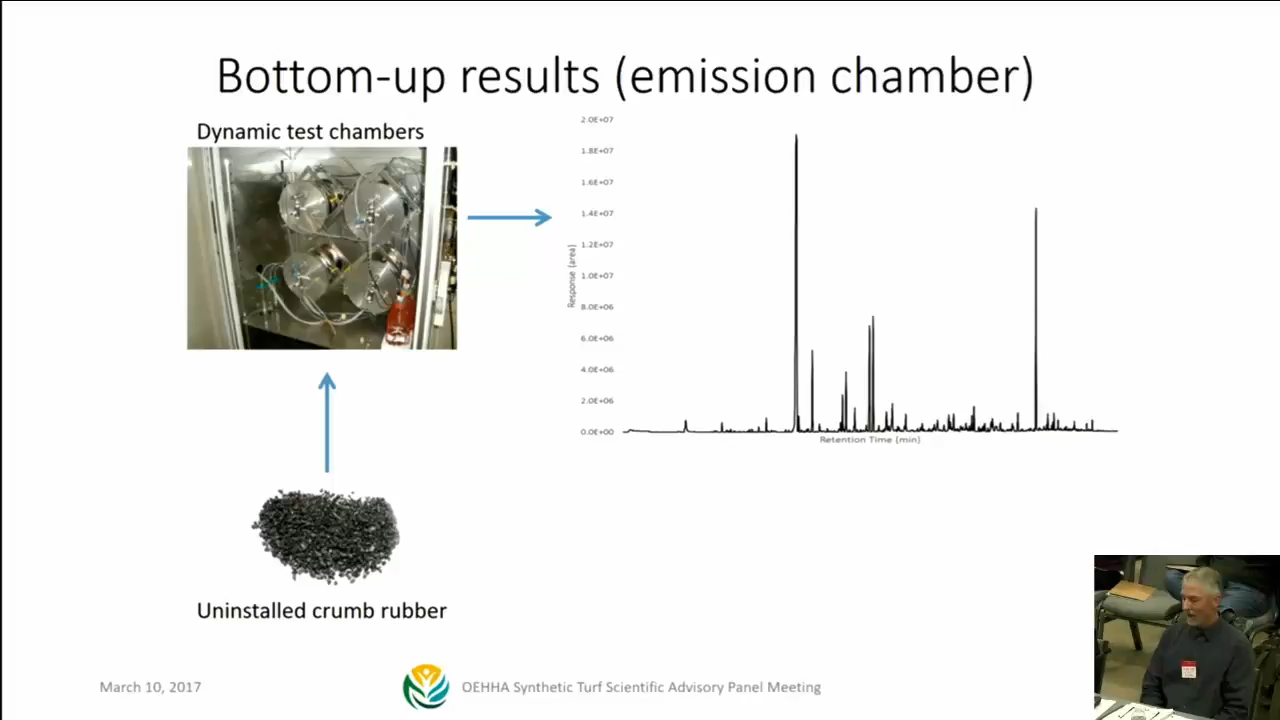 Bottom-up results (emission chamber)
Dynamic test chambers
2.0E+07
1.8E+07
1.6E+07
1.4E+07
1.2E+07
1.0E+07
8.0E+06
6.0E+06
4.0E+06
2.0E+06
0.0E+00
Response (area)
Retention Time (min)
Uninstalled crumb rubber
March 10, 2017
OEHHA Synthetic Turf Scientific Advisory Panel Meeting